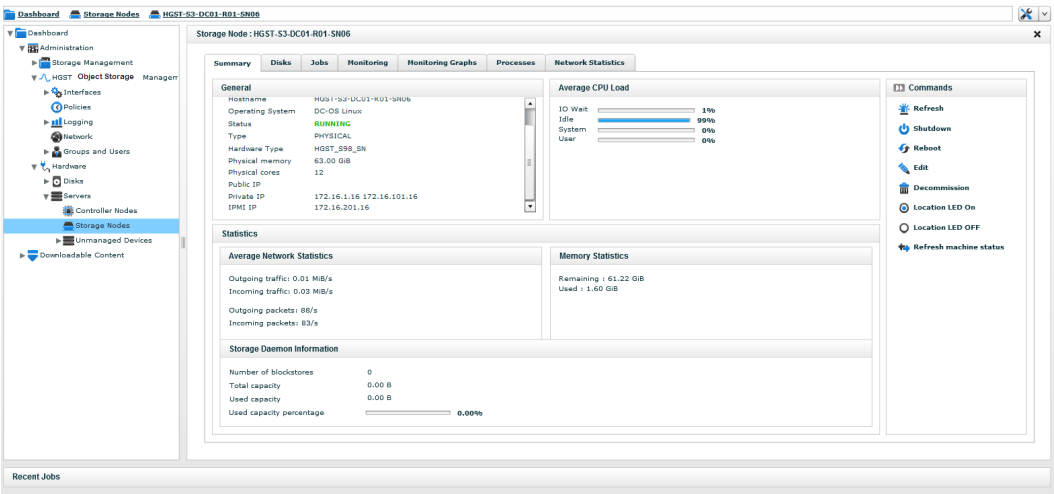 Dashboard Storage Nodes HGST-S3-DC01-R01-SN06
Dashboard
Administration
Storage Management
HGST Object Storage Managem
Interfaces
Policies
Logging
Network
Groups and Users
Hardware
Disks
Servers
Controller Nodes
Storage Nodes
Unmanaged Devices
Downloadable Content
Storage Node : HGST-S3-DC01-R01-SN06
Summary Disks Jobs Monitoring Monitoring Graphs Processes Network Statistics
General
Hostname HGST-S3-DC01-R01-SN06
Operating System DC-OS Linux
Status RUNNING
Type PHYSICAL
Hardware Type HGST_S98_SN
Physical memory 63.00 GiB
Physical cores 12
Public IP
Private IP 172.16.1.16 172.16.101.16
IPMI IP 172.16.201.16
Average CPU Load
IO Wait 1%
Idle 99%
System 0%
User 0%
Statistics
Average Network Statistics
Outgoing traffic: 0.01 MiB/s
Incoming traffic: 0.03 MiB/s
Outgoing packets: 88/s
Incoming packets: 83/s
Memory Statistics
Remaining : 61.22 GiB
Used : 1.60 GiB
Storage Daemon Information
Number of blockstores 0
Total capacity 0.00 B
Used capacity 0.00 B
Used capacity percentage 0.00%
Commands
Refresh
Shutdown
Reboot
Edit
Decommission
Location LED On
Location LED OFF
Refresh machine status
Recent Jobs